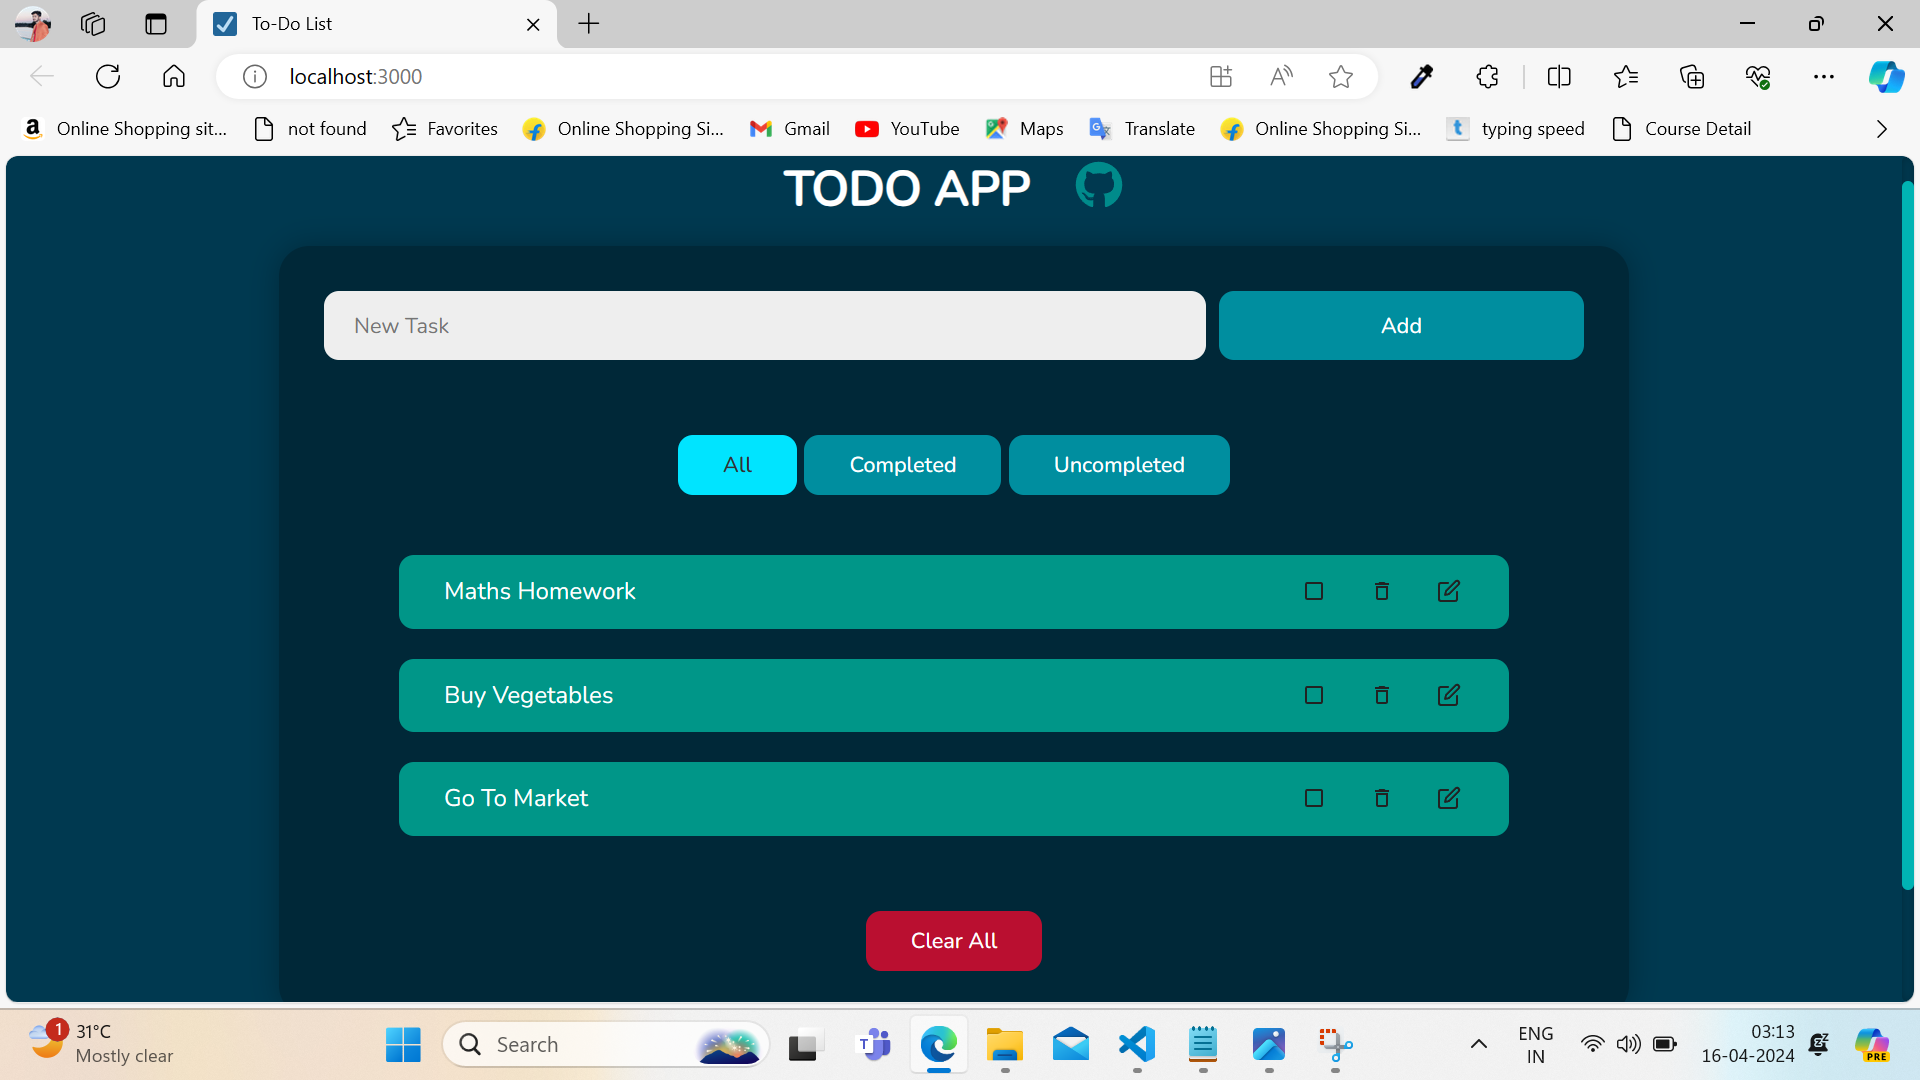 To-Do List
localhost:3000
Online Shopping sit...
not found
Favorites
Online Shopping Si...
Gmail
YouTube
Maps
Translate
Online Shopping Si...
typing speed
Course Detail
TODO APP
New Task
Add
All
Completed
Uncompleted
Maths Homework
Buy Vegetables
Go To Market
Clear All
1
31°C
Mostly clear
Search
ENG
IN
03:13
16-04-2024
PRE